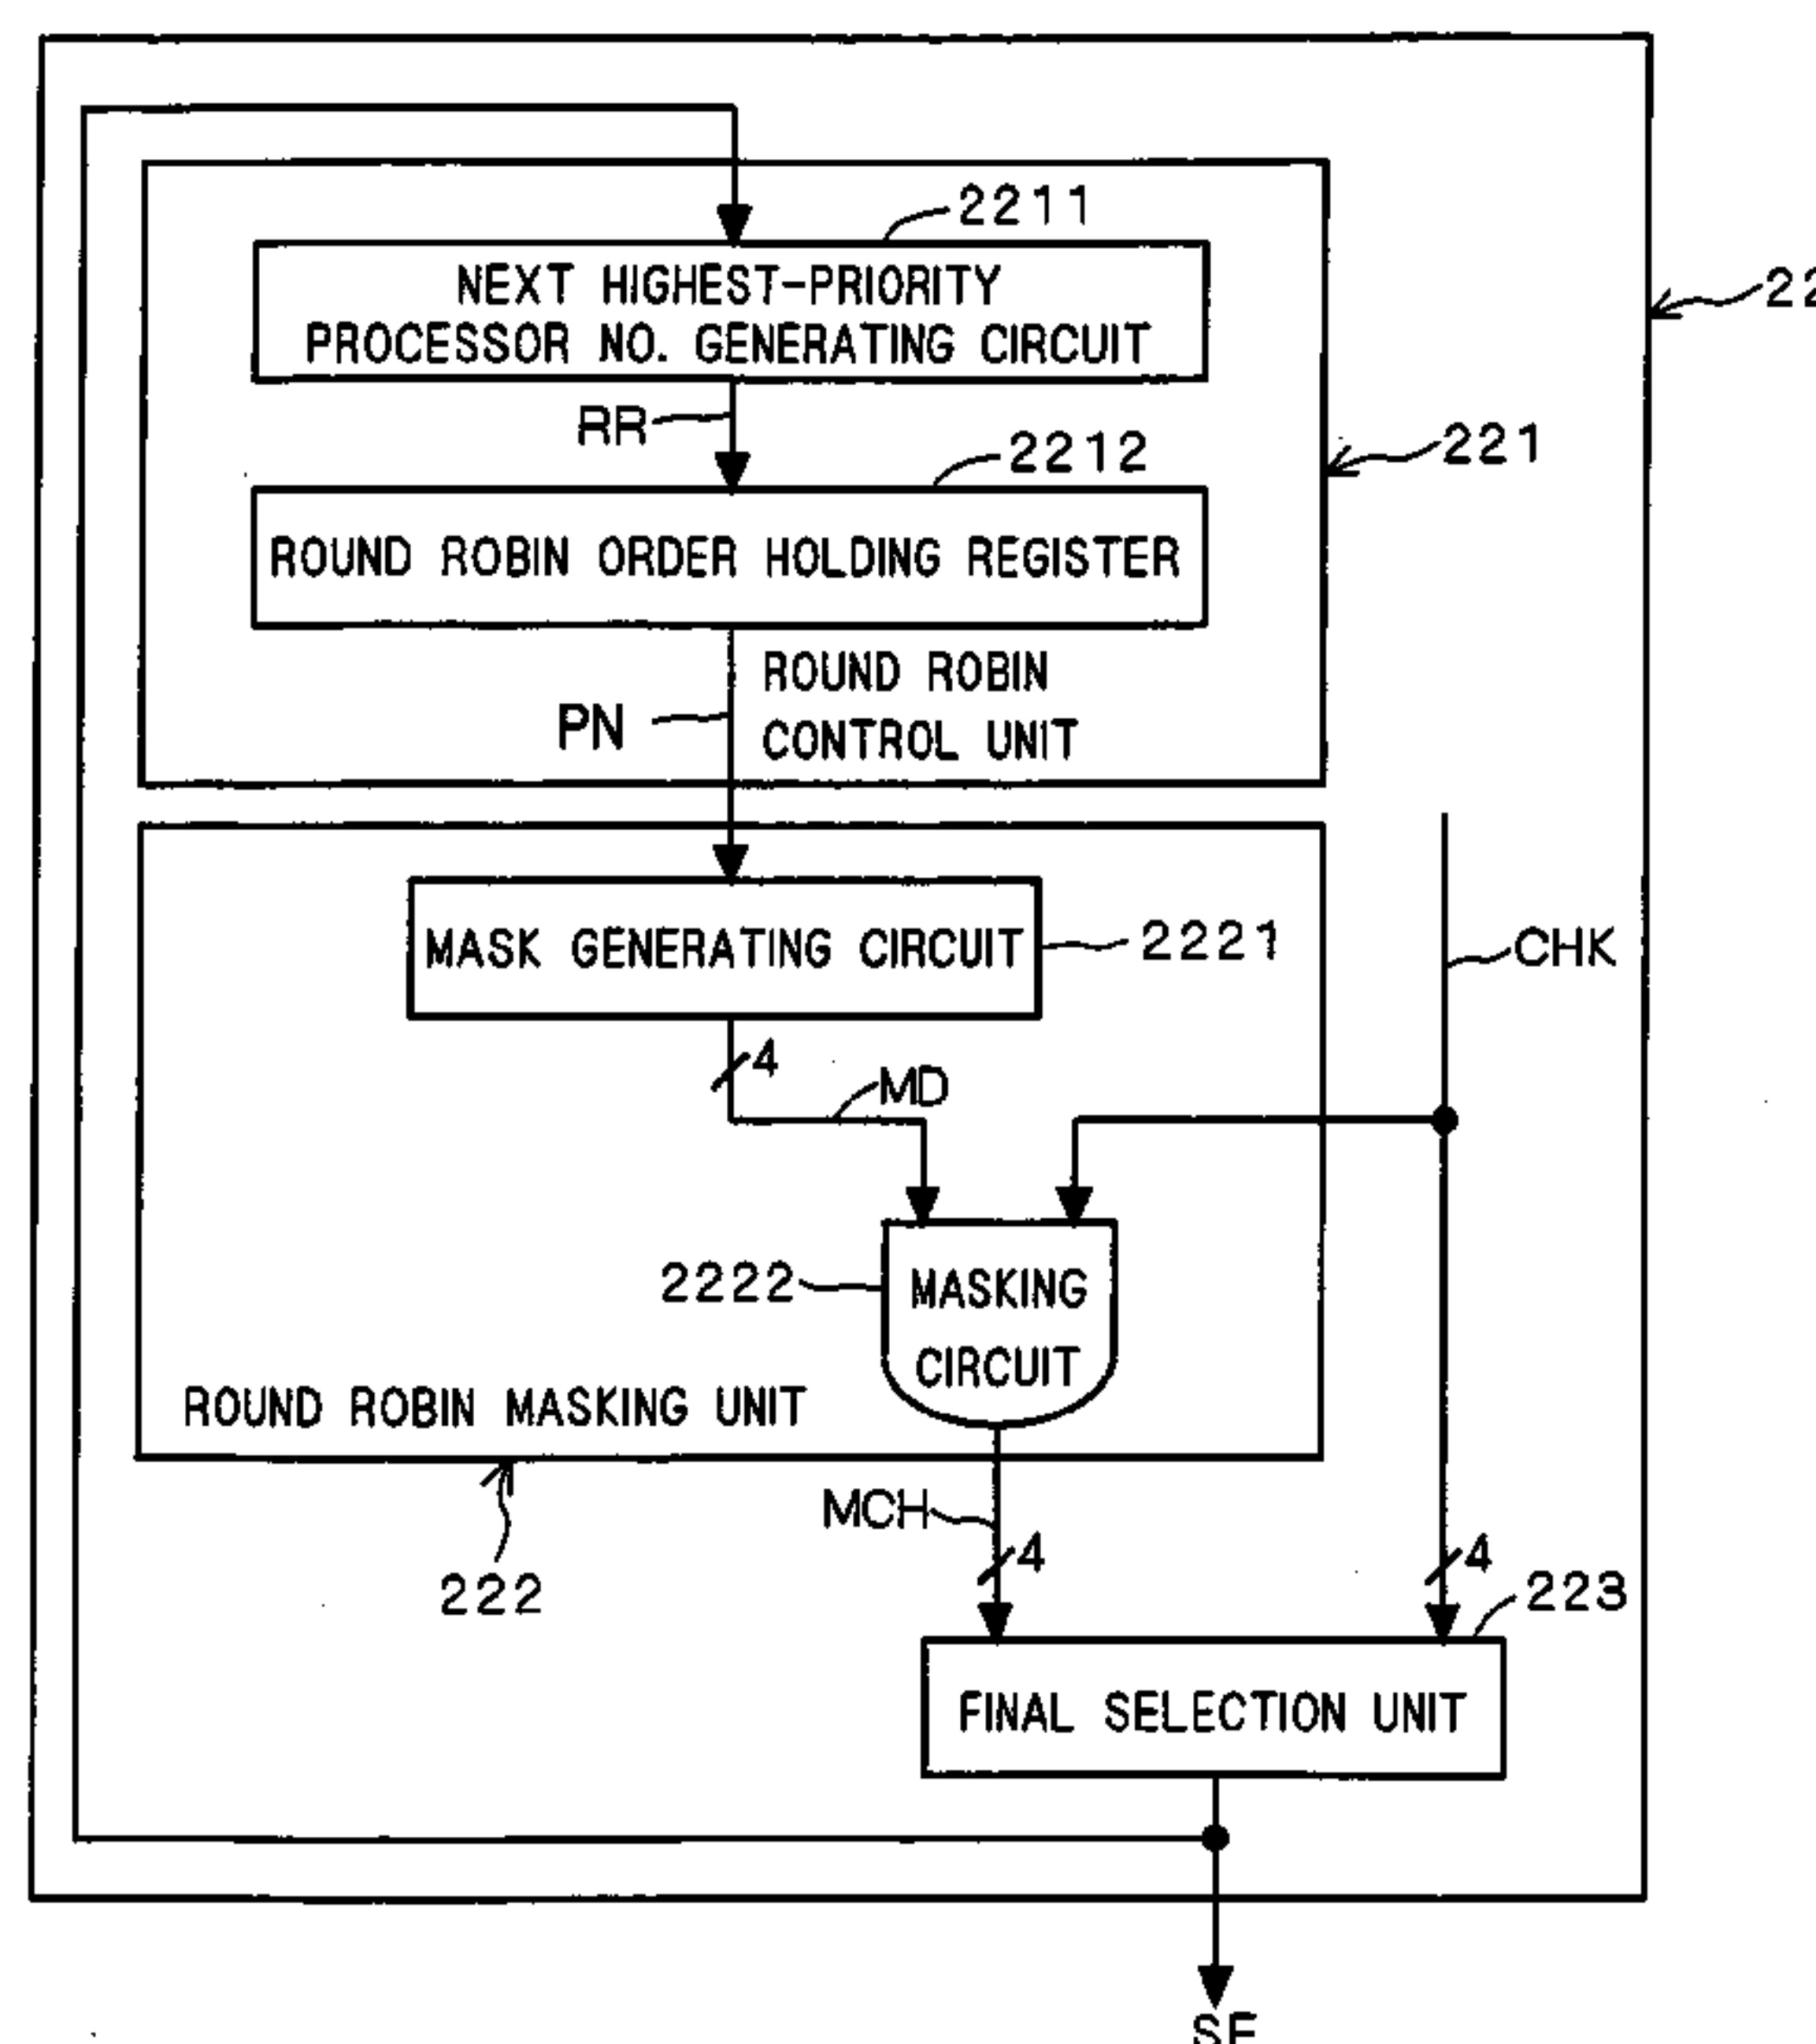 2211
NEXT HIGHEST-PRIORITY
PROCESSOR NO. GENERATING CIRCUIT
22
RR
2212
221
ROUND ROBIN ORDER HOLDING REGISTER
ROUND ROBIN
CONTROL UNIT
PN
MASK GENERATING CIRCUIT
2221
CHK
4
MD
2222
MASKING
CIRCUIT
ROUND ROBIN MASKING UNIT
MCH
4
4
222
223
FINAL SELECTION UNIT